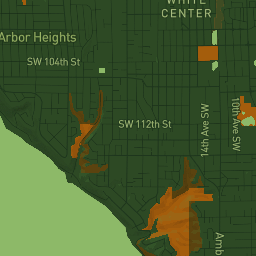 WHITE
CENTER
Arbor Heights
SW 104th St
SW 112th St
14th Ave SW
10th Ave SW
Amb